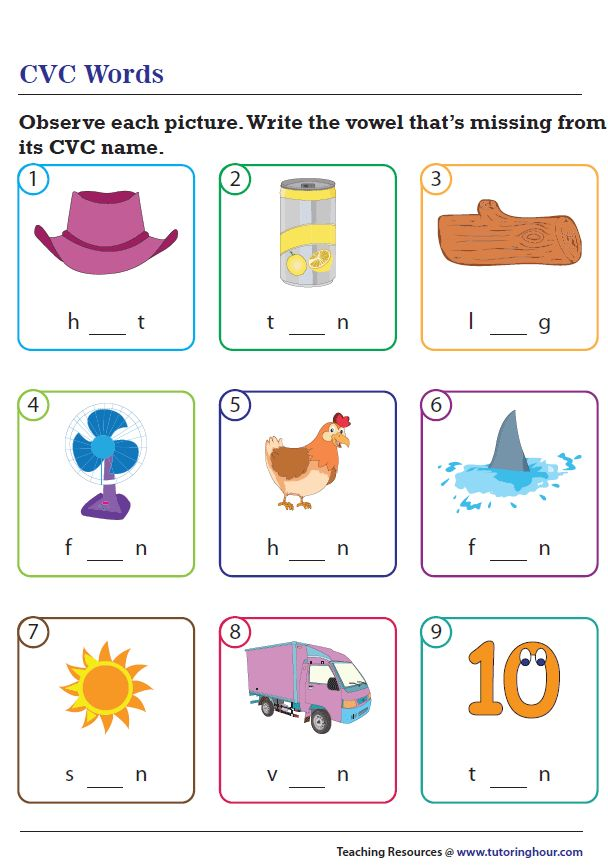 CVC Words
Observe each picture. Write the vowel that's missing from
its CVC name.
1
2
3
h ___ t
t ___ n
l ___ g
4
5
6
f ___ n
h ___ n
f ___ n
7
8
9
10
s ___ n
v ___ n
t ___ n
Teaching Resources @ www.tutoringhour.com